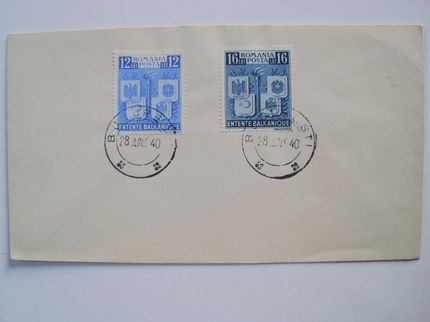 12 ROMANIA 12
LEI POSTA LEI
ENTENTE BALKANIQUE
28 JUN 40
16 ROMANIA 16
LEI POSTA LEI
ENTENTE BALKANIQUE
28 JUN 40